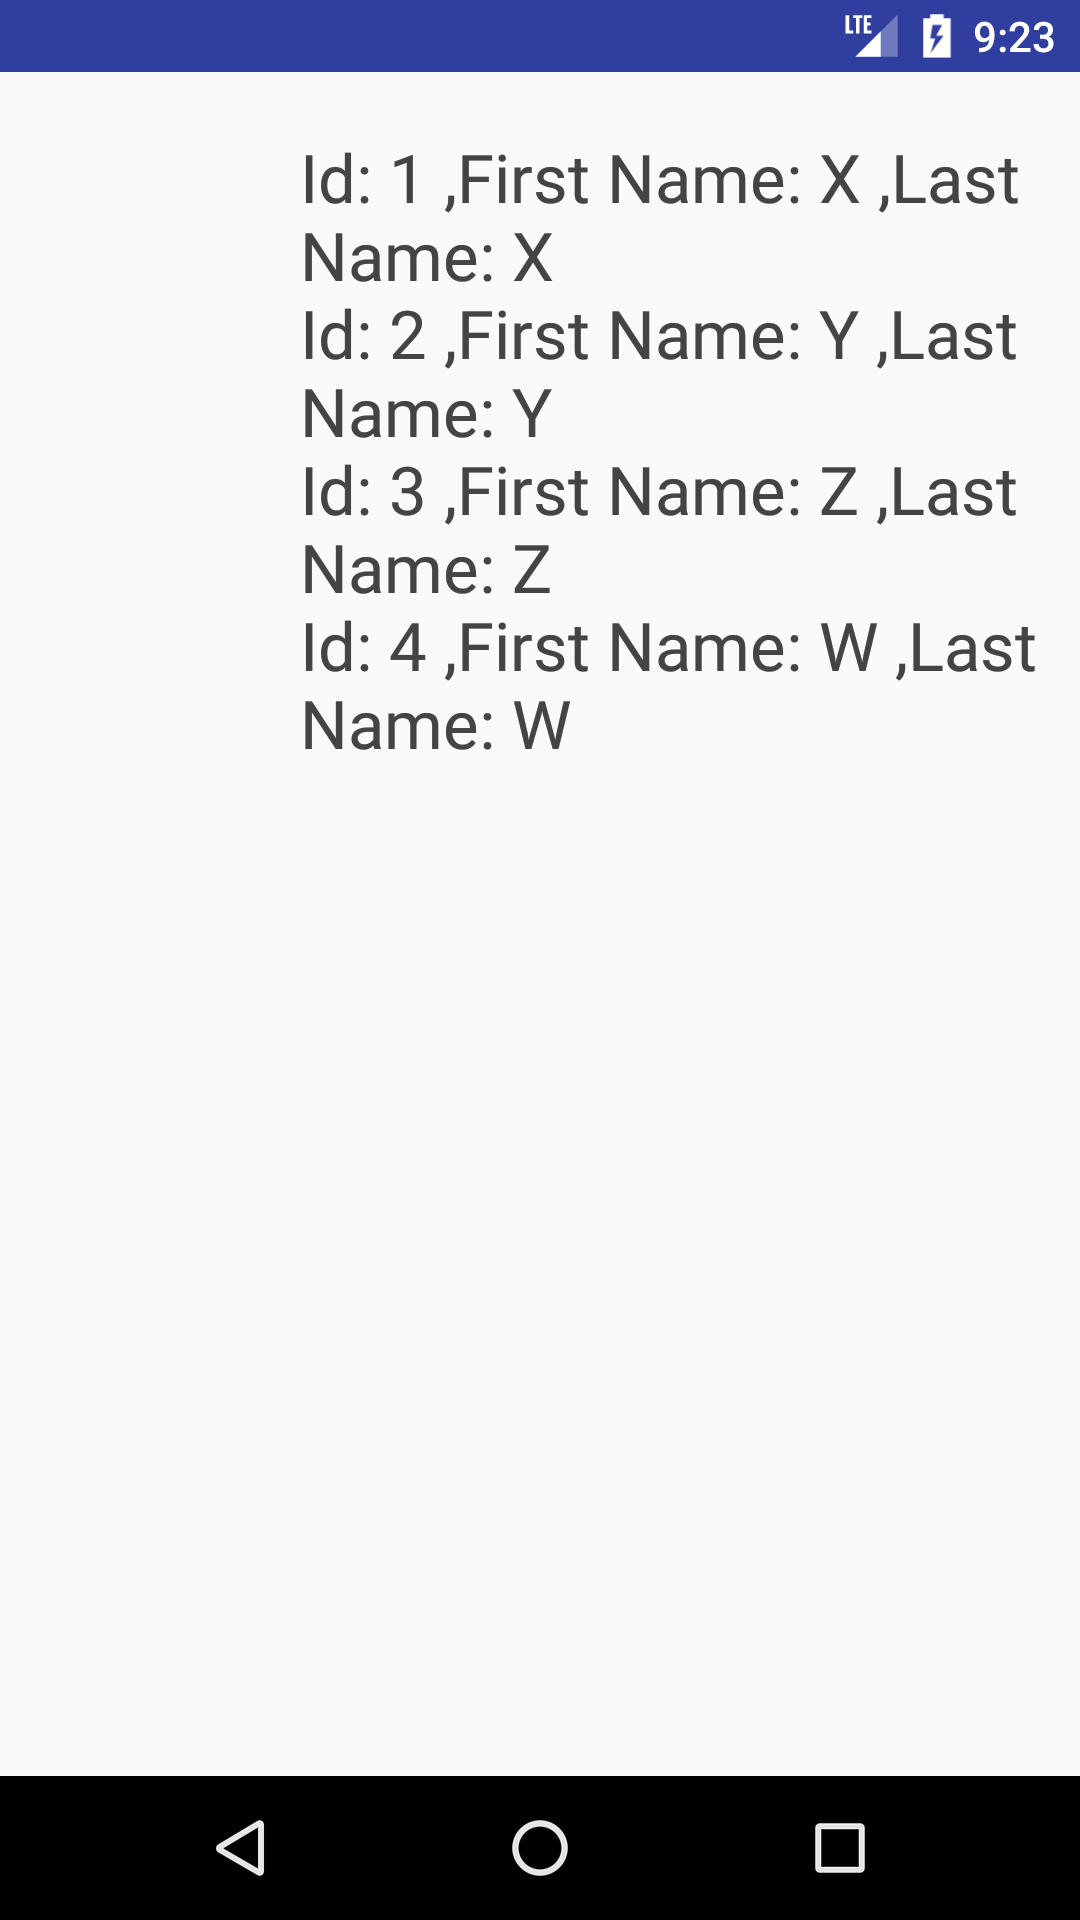 LTE 9:23
Id: 1 ,First Name: X ,Last
Name: X
Id: 2 ,First Name: Y ,Last
Name: Y
Id: 3 ,First Name: Z ,Last
Name: Z
Id: 4 ,First Name: W ,Last
Name: W